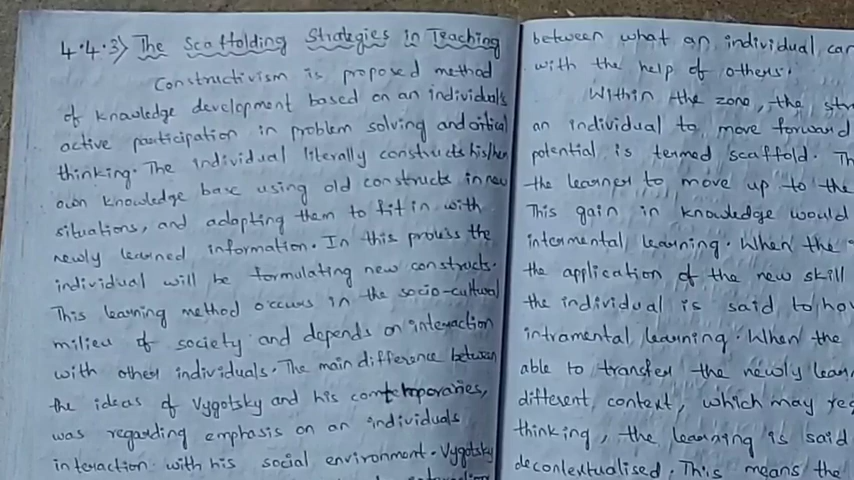 4.4.3) The Scaffolding Strategies in Teaching
Constructivism is proposed method
of knowledge development based on an individuals
active participation in problem solving and critical
thinking. The individual literally constructs his/her
own knowledge base using old constructs in new
situations, and adapting them to fit in with
newly learned information. In this process the
individual will be formulating new constructs.
This learning method occurs in the socio-cultural
milieu of society and depends on interaction
with other individuals. The main difference between
the ideas of Vygotsky and his contemporaries,
was regarding emphasis on an individuals
interaction with his social environment. Vygotsky
between what an individual can
with the help of others.
Within the zone, the
an individual to move forward
potential is termed scaffold.
the learner to move up to the
This gain in knowledge would
intermental learning. When the
the application of the new skill
the individual is said to
intramental learning. When the
able to transfer the newly
different context, which may
thinking, the learning is said
decontextualised. This means the